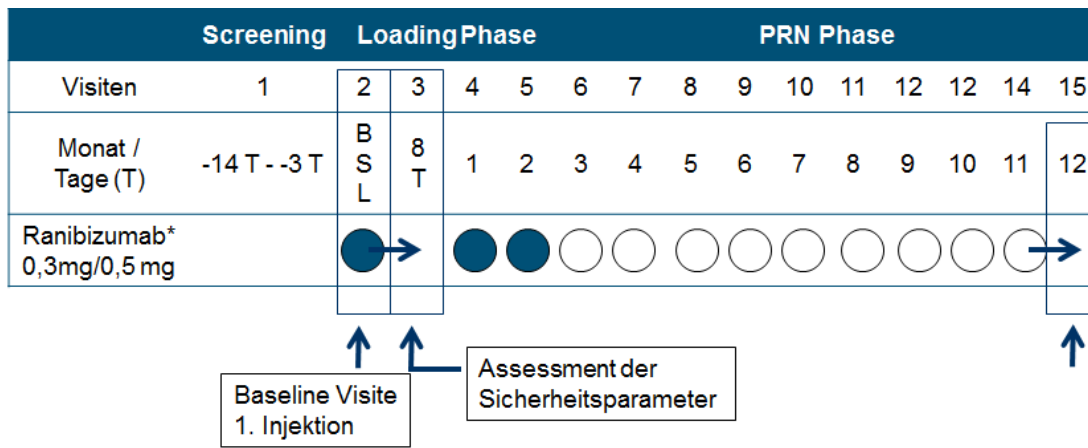 Screening Loading Phase PRN Phase
Visiten 1 2 3 4 5 6 7 8 9 10 11 12 12 14 15
Monat /
Tage (T) -14 T - -3 T B S L 8 T 1 2 3 4 5 6 7 8 9 10 11 12
Ranibizumab*
0,3mg/0,5 mg
Baseline Visite
1. Injektion
Assessment der
Sicherheitsparameter